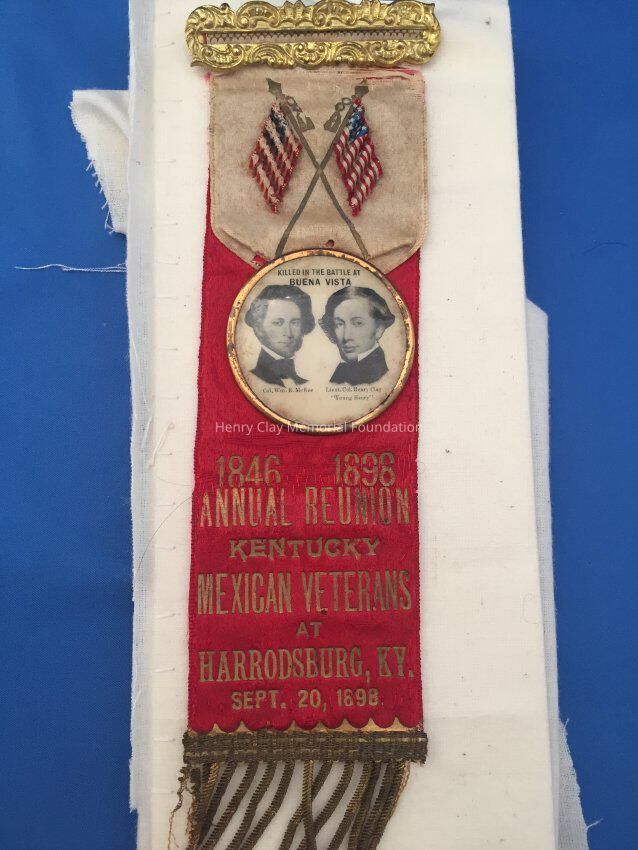 KILLED IN THE BATTLE AT
BUENA VISTA
Col. Wm. R. McKee
Lieut. Col. Henry Clay
"Young Henry"
Henry Clay Memorial Foundation
1846 1898
ANNUAL REUNION
KENTUCKY
MEXICAN VETERANS
AT
HARRODSBURG, KY.
SEPT. 20, 1898.